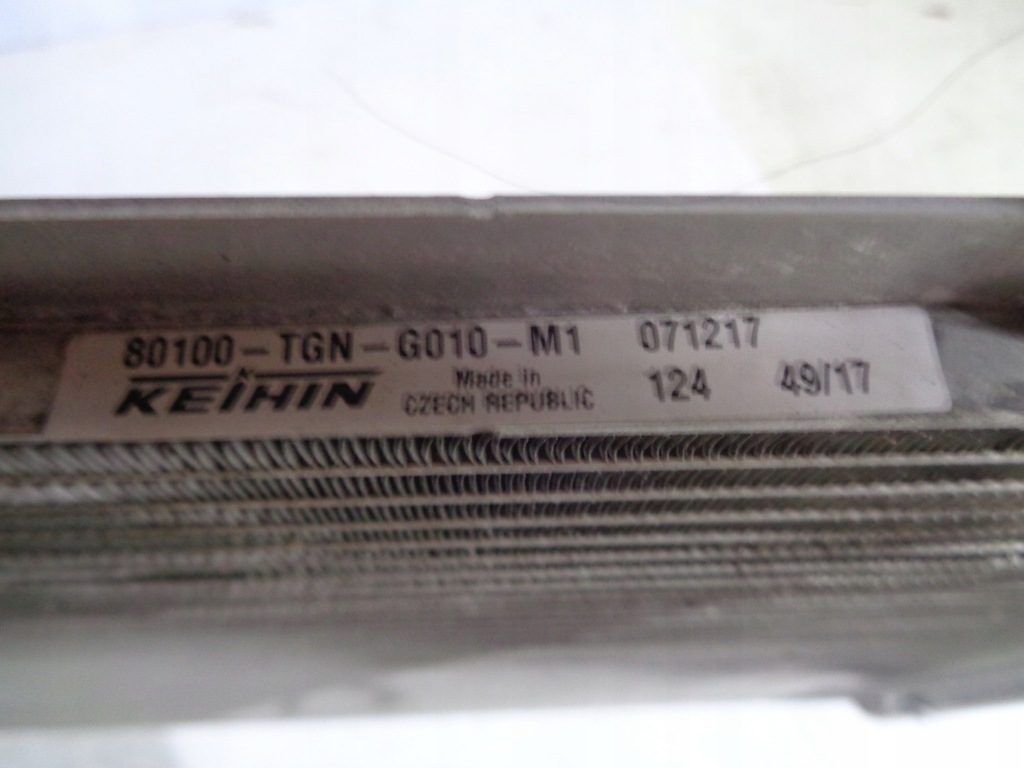 80100-TGN-G010-M1 071217
KEIHIN Made in CZECH REPUBLIC 124 49/17